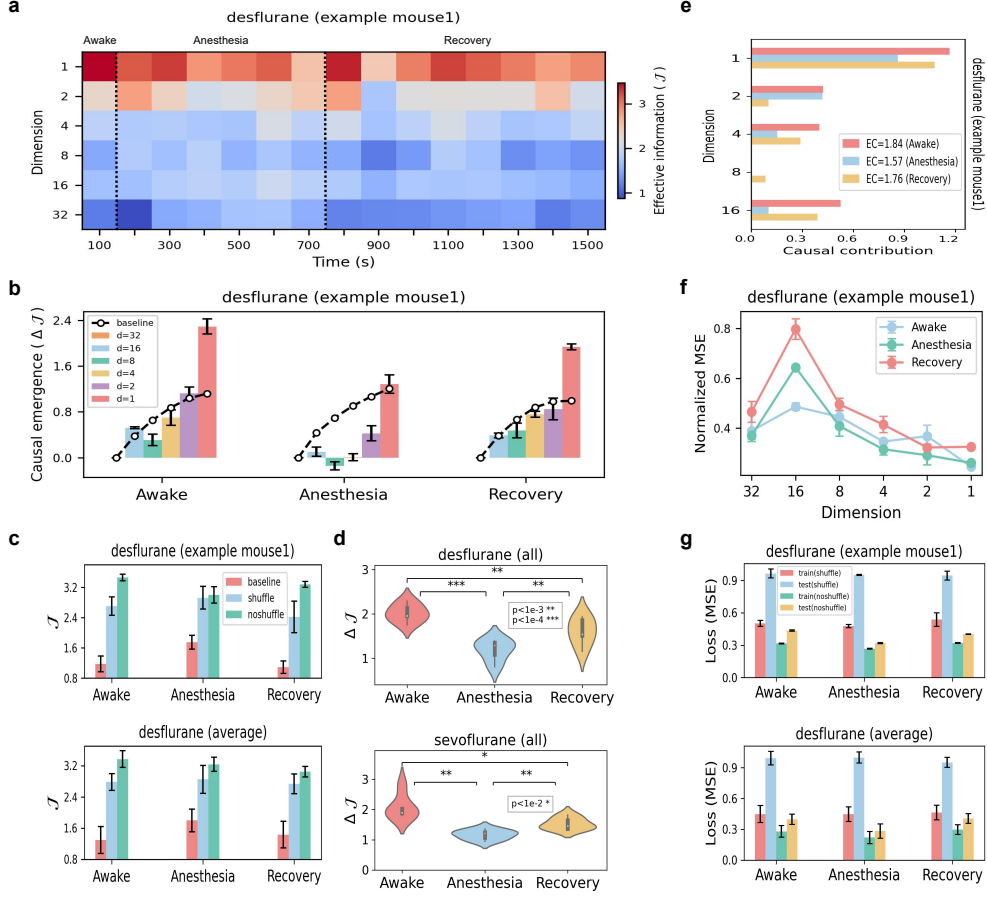 a
desflurane (example mouse1)
Awake
Anesthesia
Recovery
Dimension
1
2
4
8
16
32
100
300
500
700
900
1100
1300
1500
Time (s)
3
2
1
Effective information ( 𝒥 )
b
desflurane (example mouse1)
Causal emergence ( Δ 𝒥 )
2.4
1.6
0.8
0.0
baseline
d=32
d=16
d=8
d=4
d=2
d=1
Awake
Anesthesia
Recovery
c
desflurane (example mouse1)
𝒥
3.2
2.4
1.6
0.8
baseline
shuffle
noshuffle
Awake
Anesthesia
Recovery
desflurane (average)
𝒥
3.2
2.4
1.6
0.8
Awake
Anesthesia
Recovery
d
desflurane (all)
Δ 𝒥
3
2
1
**
***
**
p<1e-3 **
p<1e-4 ***
Awake
Anesthesia
Recovery
sevoflurane (all)
Δ 𝒥
3
2
1
0
*
**
**
p<1e-2 *
Awake
Anesthesia
Recovery
e
desflurane (example mouse1)
Dimension
1
2
4
8
16
EC=1.84 (Awake)
EC=1.57 (Anesthesia)
EC=1.76 (Recovery)
0.0
0.3
0.6
0.9
1.2
Causal contribution
f
desflurane (example mouse1)
Normalized MSE
0.8
0.6
0.4
Awake
Anesthesia
Recovery
32
16
8
4
2
1
Dimension
g
desflurane (example mouse1)
Loss (MSE)
0.9
0.6
0.3
0.0
train(shuffle)
test(shuffle)
train(noshuffle)
test(noshuffle)
Awake
Anesthesia
Recovery
desflurane (average)
Loss (MSE)
0.9
0.6
0.3
0.0
Awake
Anesthesia
Recovery